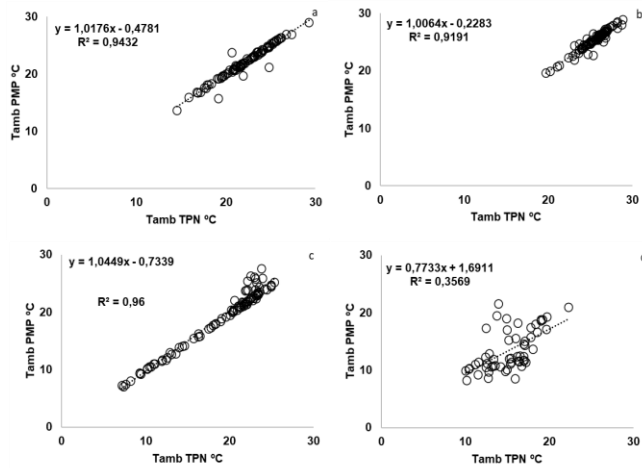 a
y = 1,0176x - 0,4781
R² = 0,9432
30
20
10
0
0 10 20 30
Tamb PMP ºC
Tamb TPN ºC
b
y = 1,0064x - 0,2283
R² = 0,9191
30
20
10
0
0 10 20 30
Tamb PMP ºC
Tamb TPN ºC
c
y = 1,0449x - 0,7339
R² = 0,96
30
20
10
0
0 10 20 30
Tamb PMP ºC
Tamb TPN ºC
y = 0,7733x + 1,6911
R² = 0,3569
30
20
10
0
0 10 20 30
Tamb PMP ºC
Tamb TPN ºC